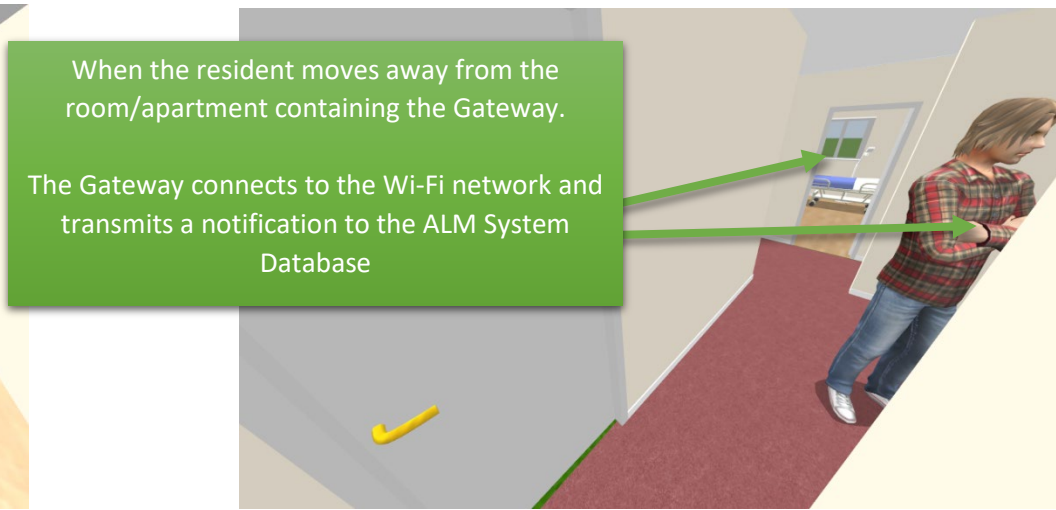 When the resident moves away from the
room/apartment containing the Gateway.
The Gateway connects to the Wi-Fi network and
transmits a notification to the ALM System
Database